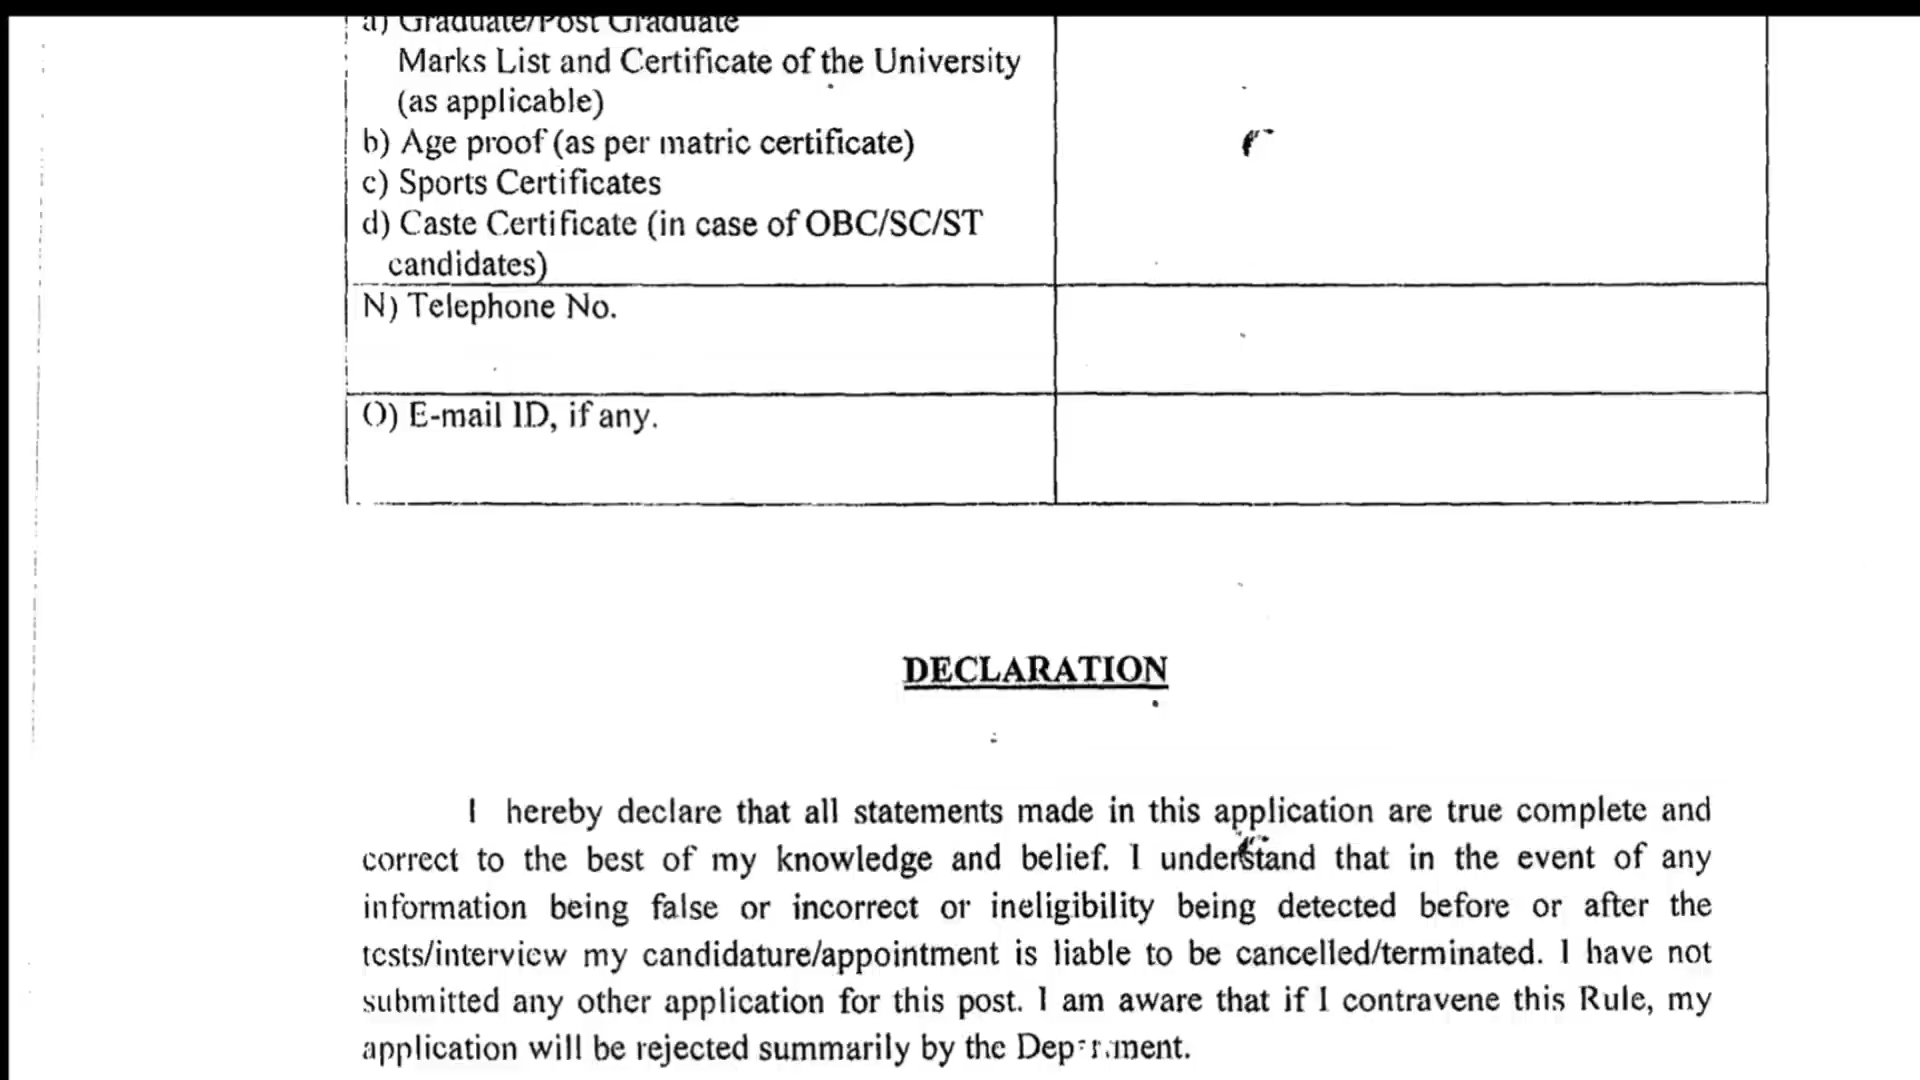 a) Graduate/Post Graduate
Marks List and Certificate of the University
(as applicable)
b) Age proof (as per matric certificate)
c) Sports Certificates
d) Caste Certificate (in case of OBC/SC/ST
candidates)
N) Telephone No.
O) E-mail ID, if any.
DECLARATION
I hereby declare that all statements made in this application are true complete and
correct to the best of my knowledge and belief. I understand that in the event of any
information being false or incorrect or ineligibility being detected before or after the
tests/interview my candidature/appointment is liable to be cancelled/terminated. I have not
submitted any other application for this post. I am aware that if I contravene this Rule, my
application will be rejected summarily by the Department.